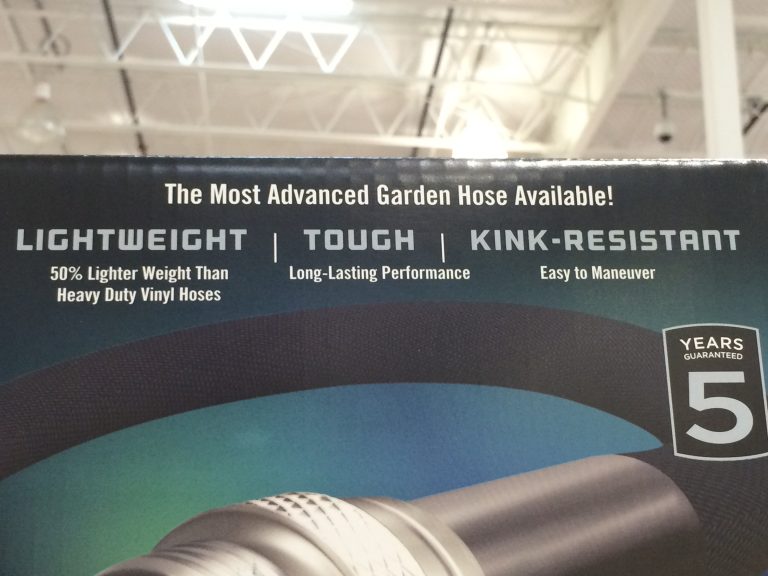 The Most Advanced Garden Hose Available!
LIGHTWEIGHT | TOUGH | KINK-RESISTANT
50% Lighter Weight Than
Heavy Duty Vinyl Hoses
Long-Lasting Performance
Easy to Maneuver
YEARS
GUARANTEED
5